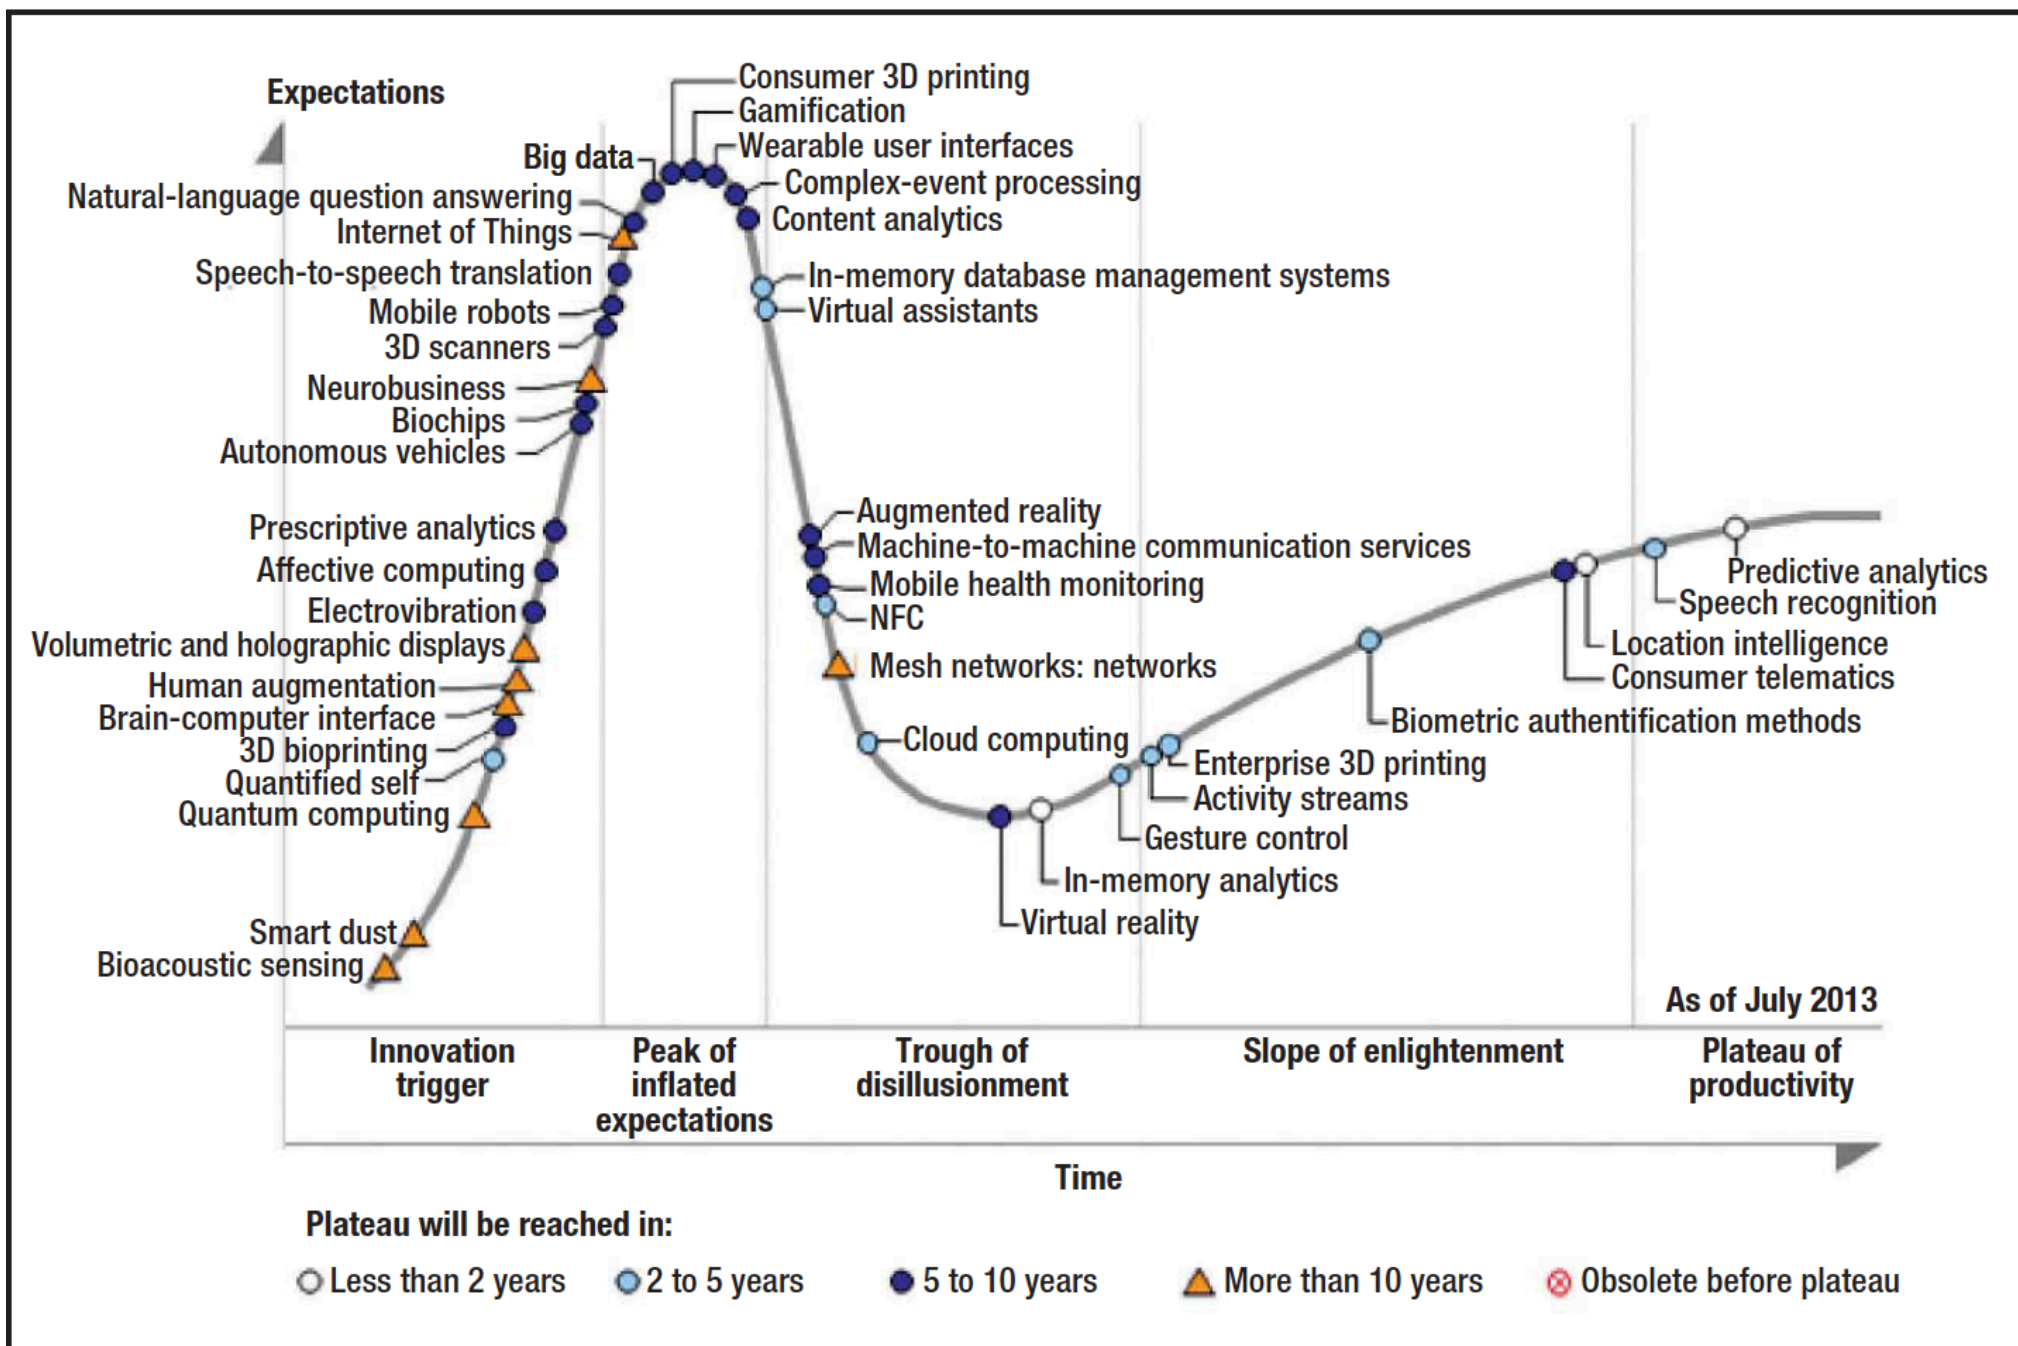 Expectations
Consumer 3D printing
Gamification
Wearable user interfaces
Big data
Complex-event processing
Natural-language question answering
Content analytics
Internet of Things
Speech-to-speech translation
In-memory database management systems
Mobile robots
Virtual assistants
3D scanners
Neurobusiness
Biochips
Autonomous vehicles
Augmented reality
Prescriptive analytics
Machine-to-machine communication services
Affective computing
Mobile health monitoring
Electrovibration
NFC
Volumetric and holographic displays
Mesh networks: networks
Human augmentation
Brain-computer interface
3D bioprinting
Cloud computing
Quantified self
Quantum computing
Predictive analytics
Speech recognition
Location intelligence
Consumer telematics
Biometric authentification methods
Enterprise 3D printing
Activity streams
Gesture control
In-memory analytics
Virtual reality
Smart dust
Bioacoustic sensing
As of July 2013
Innovation
trigger
Peak of
inflated
expectations
Trough of
disillusionment
Slope of enlightenment
Plateau of
productivity
Time
Plateau will be reached in:
Less than 2 years
2 to 5 years
5 to 10 years
More than 10 years
Obsolete before plateau